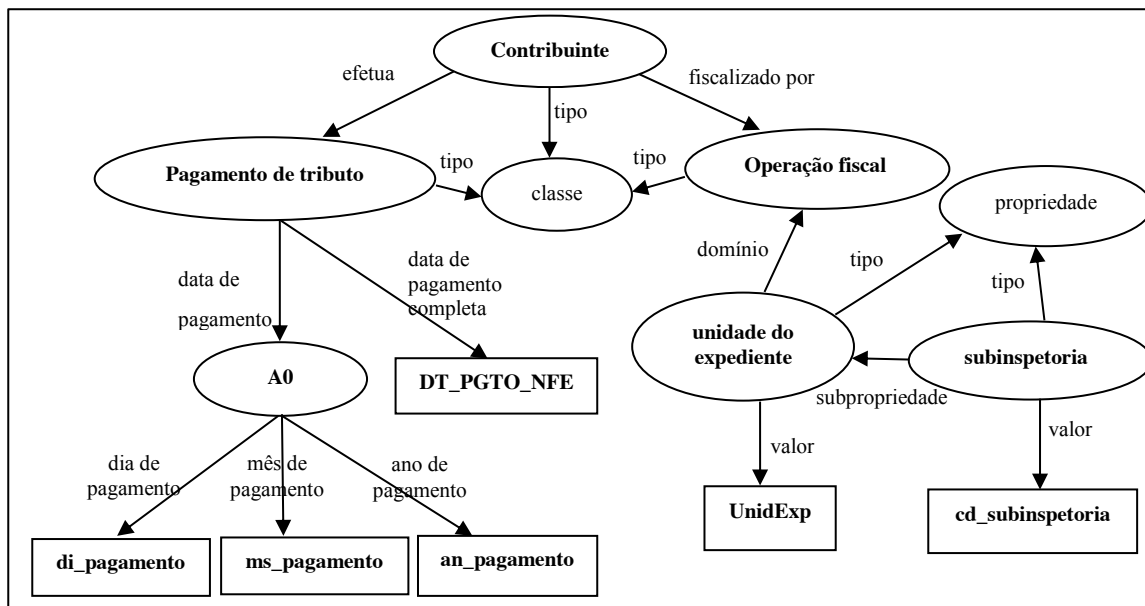 Contribuinte
efetua
fiscalizado por
tipo
Pagamento de tributo
tipo
classe
tipo
Operação fiscal
propriedade
data de
pagamento
data de
pagamento
completa
domínio
tipo
tipo
unidade do
expediente
subinspetoria
subpropriedade
A0
DT_PGTO_NFE
valor
valor
dia de
pagamento
mês de
pagamento
ano de
pagamento
UnidExp
cd_subinspetoria
di_pagamento
ms_pagamento
an_pagamento